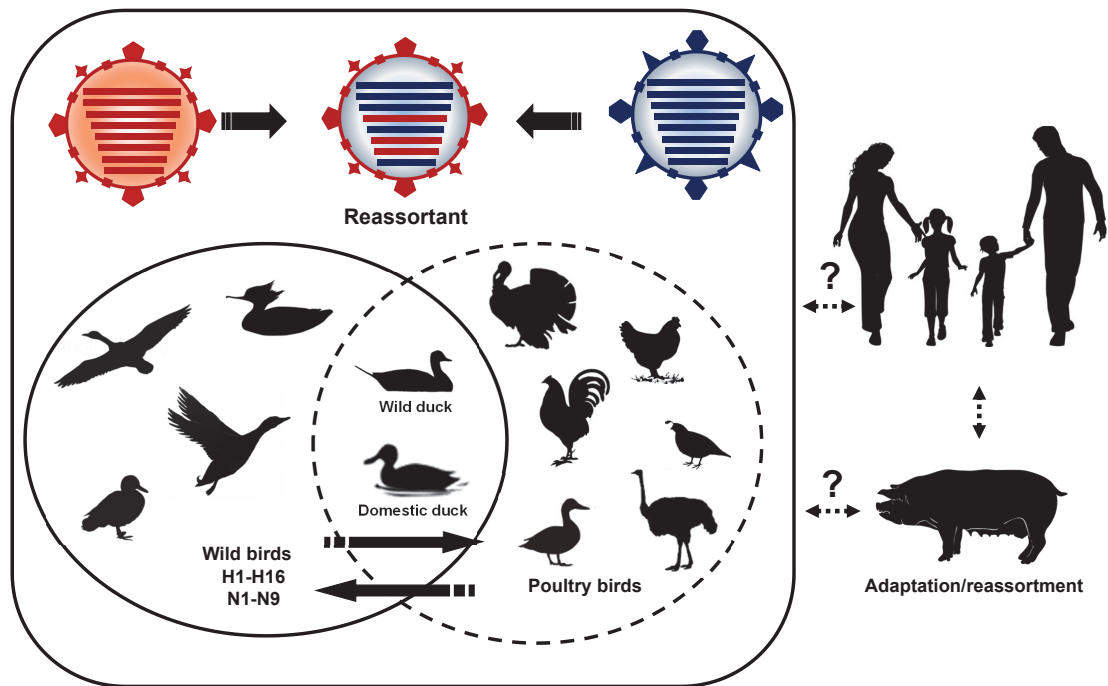 Reassortant
?
Wild duck
Domestic duck
?
Wild birds
H1-H16
N1-N9
Poultry birds
Adaptation/reassortment